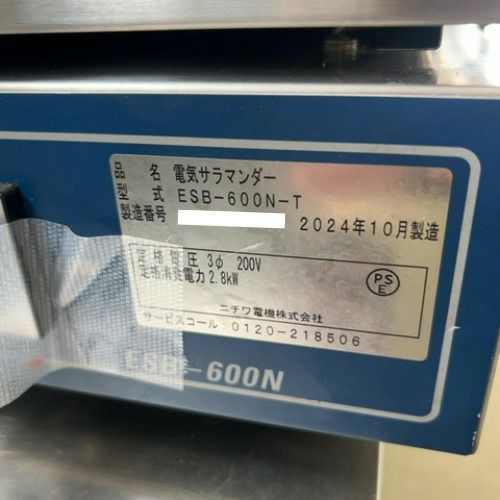 品名 電気サラマンダー
型式 ESB-600N-T
製造番号 2024年10月製造
定格電圧 3φ 200V
定格消費電力 2.8kW
PSE
ニチワ電機株式会社
サービスコール:0120-218506
ESB-600N